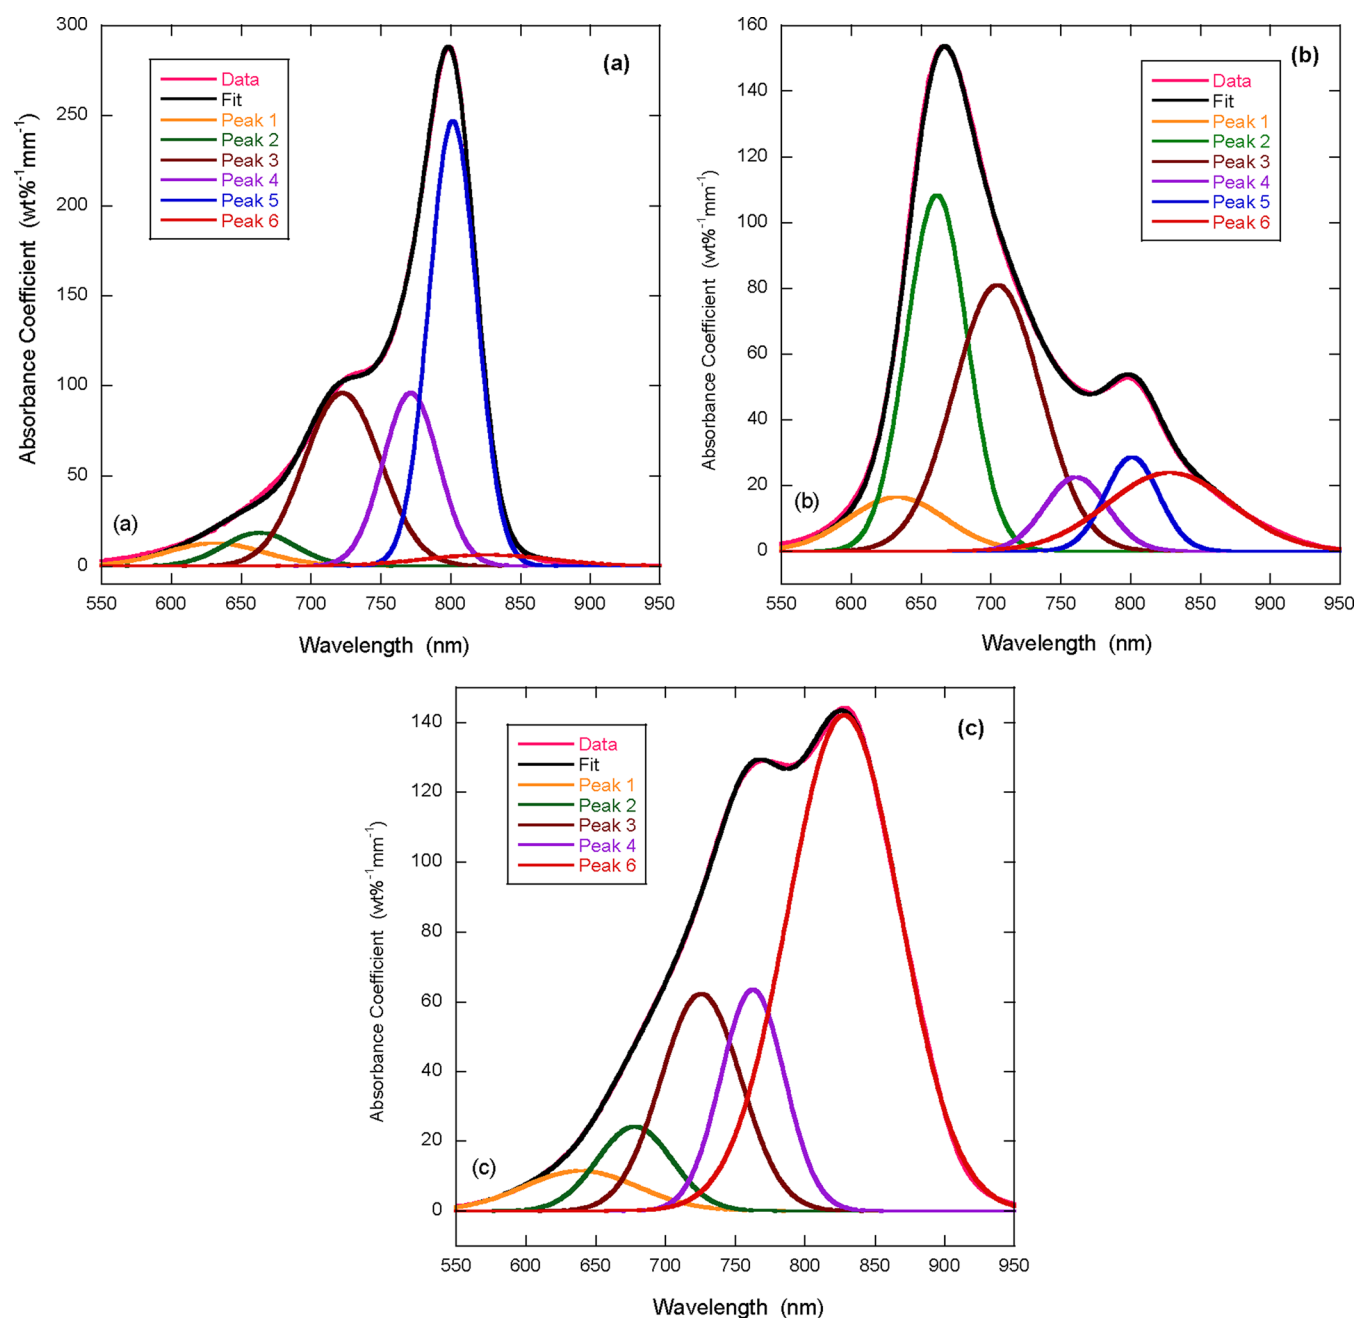 300
250
200
150
100
50
0
Absorbance Coefficient (wt%⁻¹mm⁻¹)
(a)
Data
Fit
Peak 1
Peak 2
Peak 3
Peak 4
Peak 5
Peak 6
(a)
550 600 650 700 750 800 850 900 950
Wavelength (nm)
160
140
120
100
80
60
40
20
0
-10
Absorbance Coefficient (wt%⁻¹mm⁻¹)
(b)
Data
Fit
Peak 1
Peak 2
Peak 3
Peak 4
Peak 5
Peak 6
(b)
550 600 650 700 750 800 850 900 950
Wavelength (nm)
140
120
100
80
60
40
20
0
Absorbance Coefficient (wt%⁻¹mm⁻¹)
(c)
Data
Fit
Peak 1
Peak 2
Peak 3
Peak 4
Peak 6
(c)
550 600 650 700 750 800 850 900 950
Wavelength (nm)